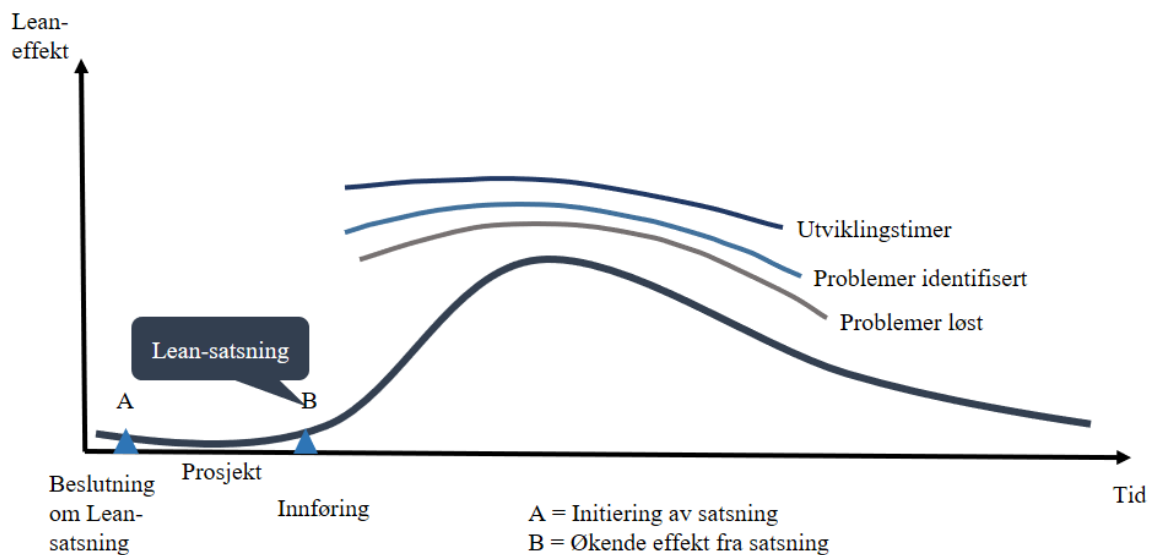 Lean-
effekt
Utviklingstimer
Problemer identifisert
Problemer løst
Lean-satsning
A
B
Prosjekt
Beslutning
om Lean-
satsning
Innføring
Tid
A = Initiering av satsning
B = Økende effekt fra satsning